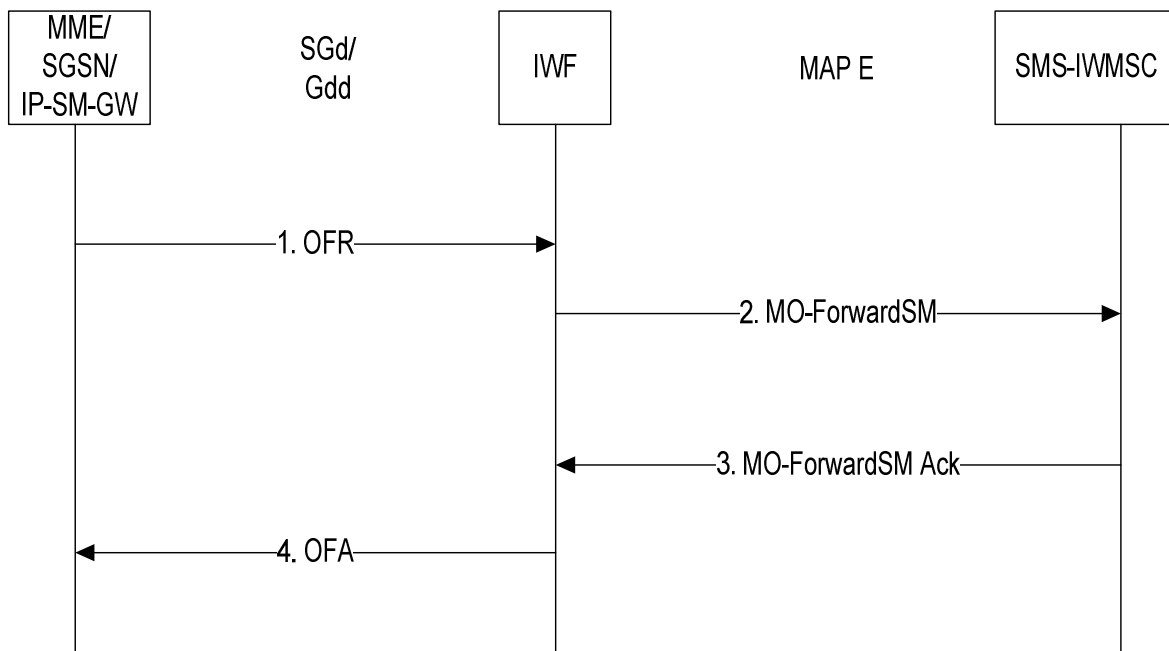 MME/
SGSN/
IP-SM-GW
SGd/
Gdd
IWF
MAP E
SMS-IWMSC
1. OFR
2. MO-ForwardSM
3. MO-ForwardSM Ack
4. OFA